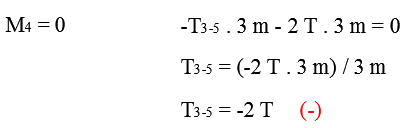 M4 = 0 -T3-5 . 3 m - 2 T . 3 m = 0
T3-5 = (-2 T . 3 m) / 3 m
T3-5 = -2 T (-)